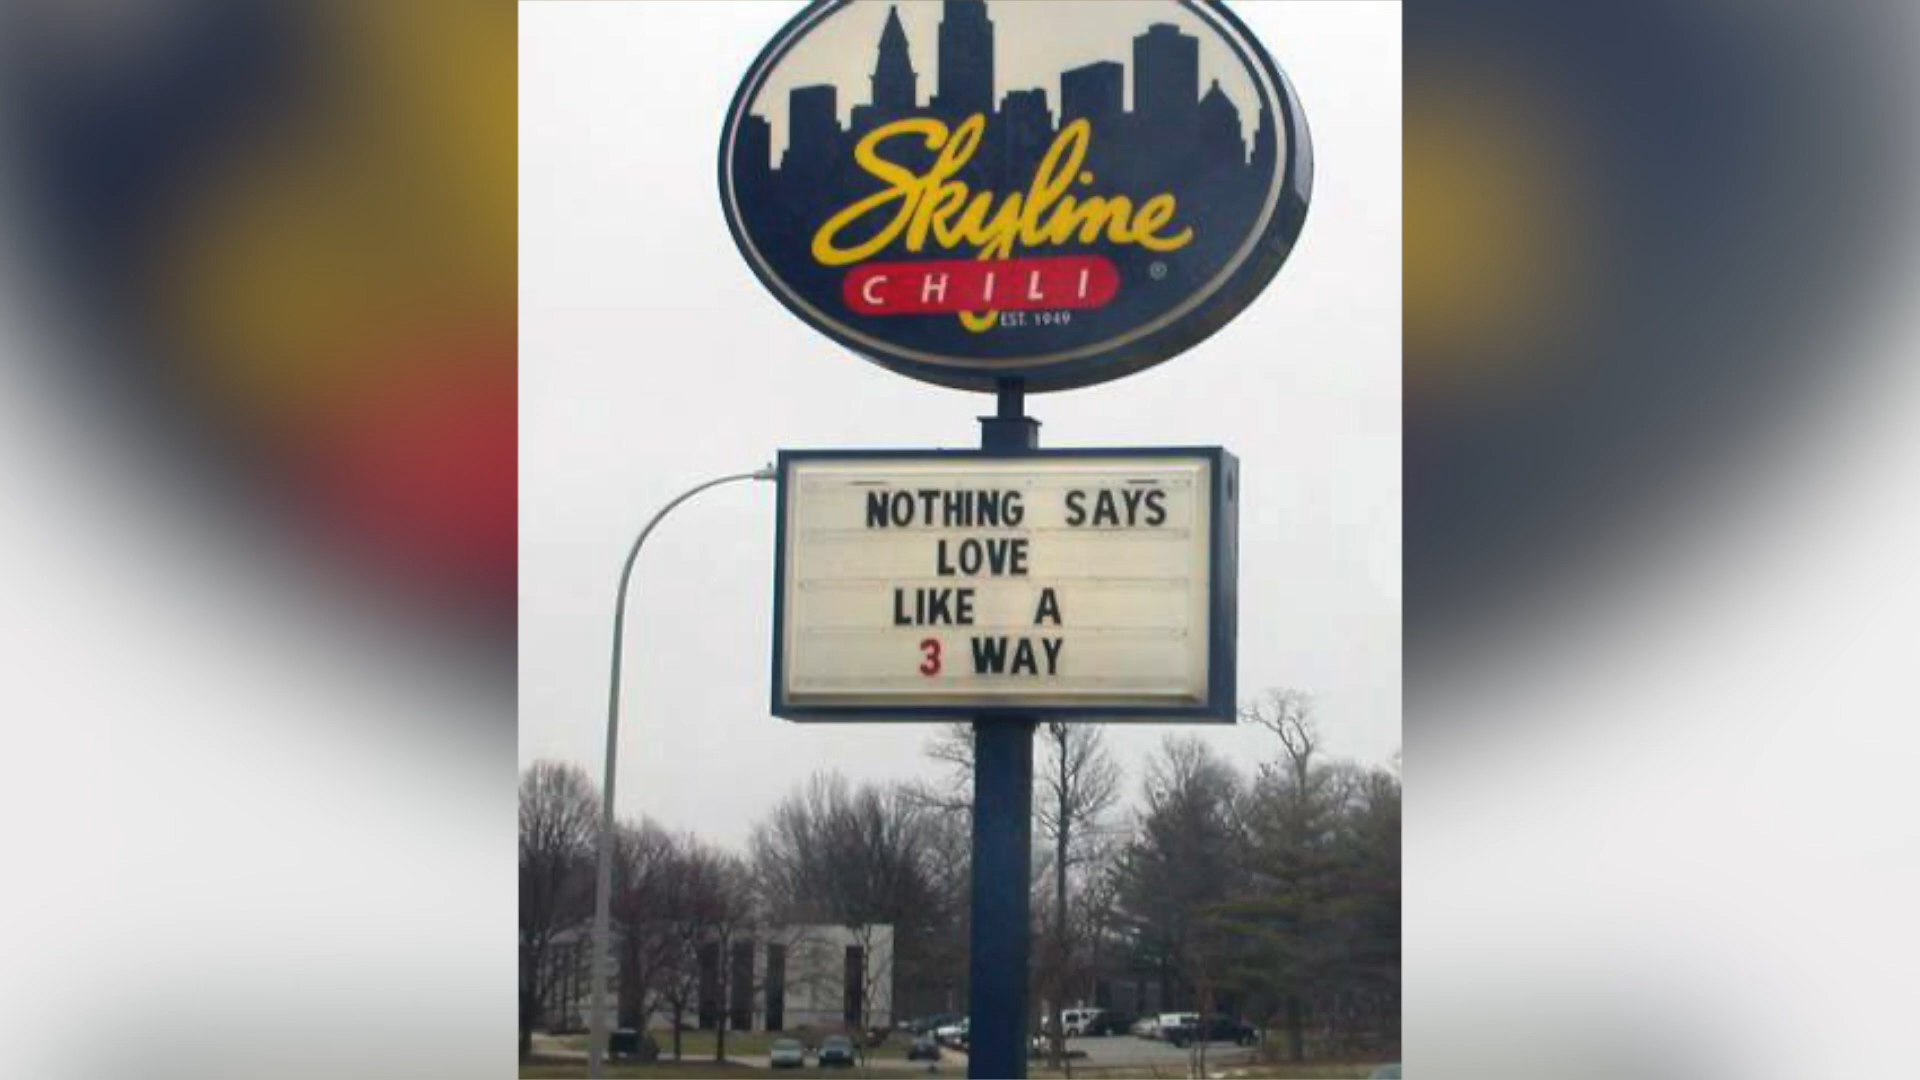 Skyline
CHILI
®
EST. 1949
NOTHING SAYS
LOVE
LIKE A
3 WAY